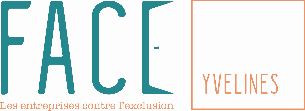 FACE
Les entreprises contre l'exclusion
YVELINES